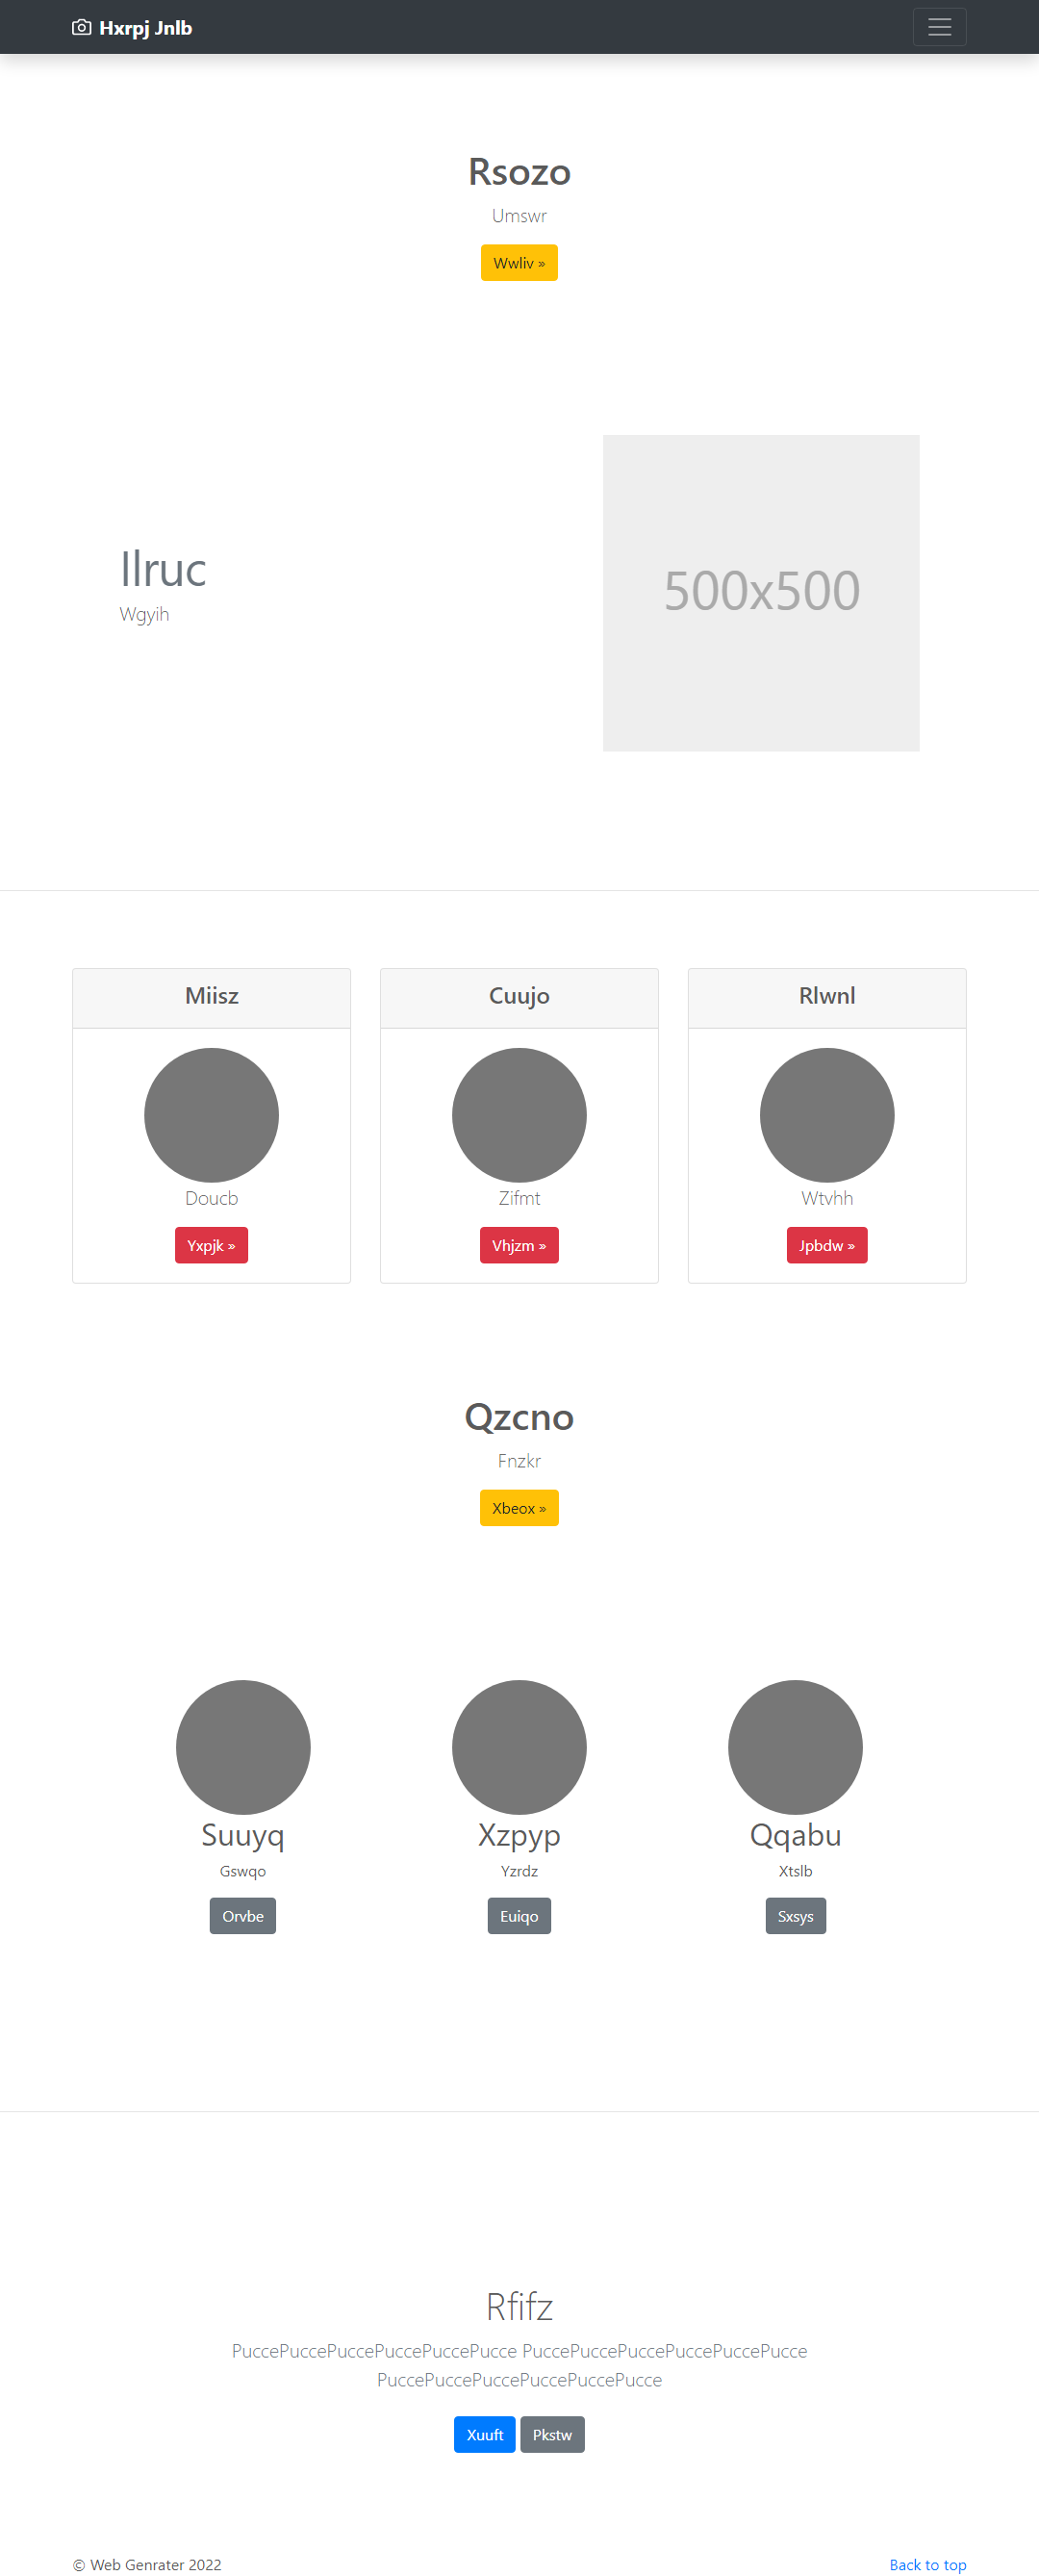 Hxrpj Jnlb
Rsozo
Umswr
Wwliv »
Ilruc
Wgyih
500x500
Miisz
Doucb
Yxpjk »
Cuujo
Zifmt
Vhjzm »
Rlwnl
Wtvhh
Jpbdw »
Qzcno
Fnzkr
Xbeox »
Suuyq
Gswqo
Orvbe
Xzpyp
Yzrdz
Euiqo
Qqabu
Xtslb
Sxsys
Rfifz
PuccePuccePuccePuccePuccePucce PuccePuccePuccePuccePuccePucce
PuccePuccePuccePuccePuccePucce
Xuuft Pkstw
© Web Genrater 2022 Back to top